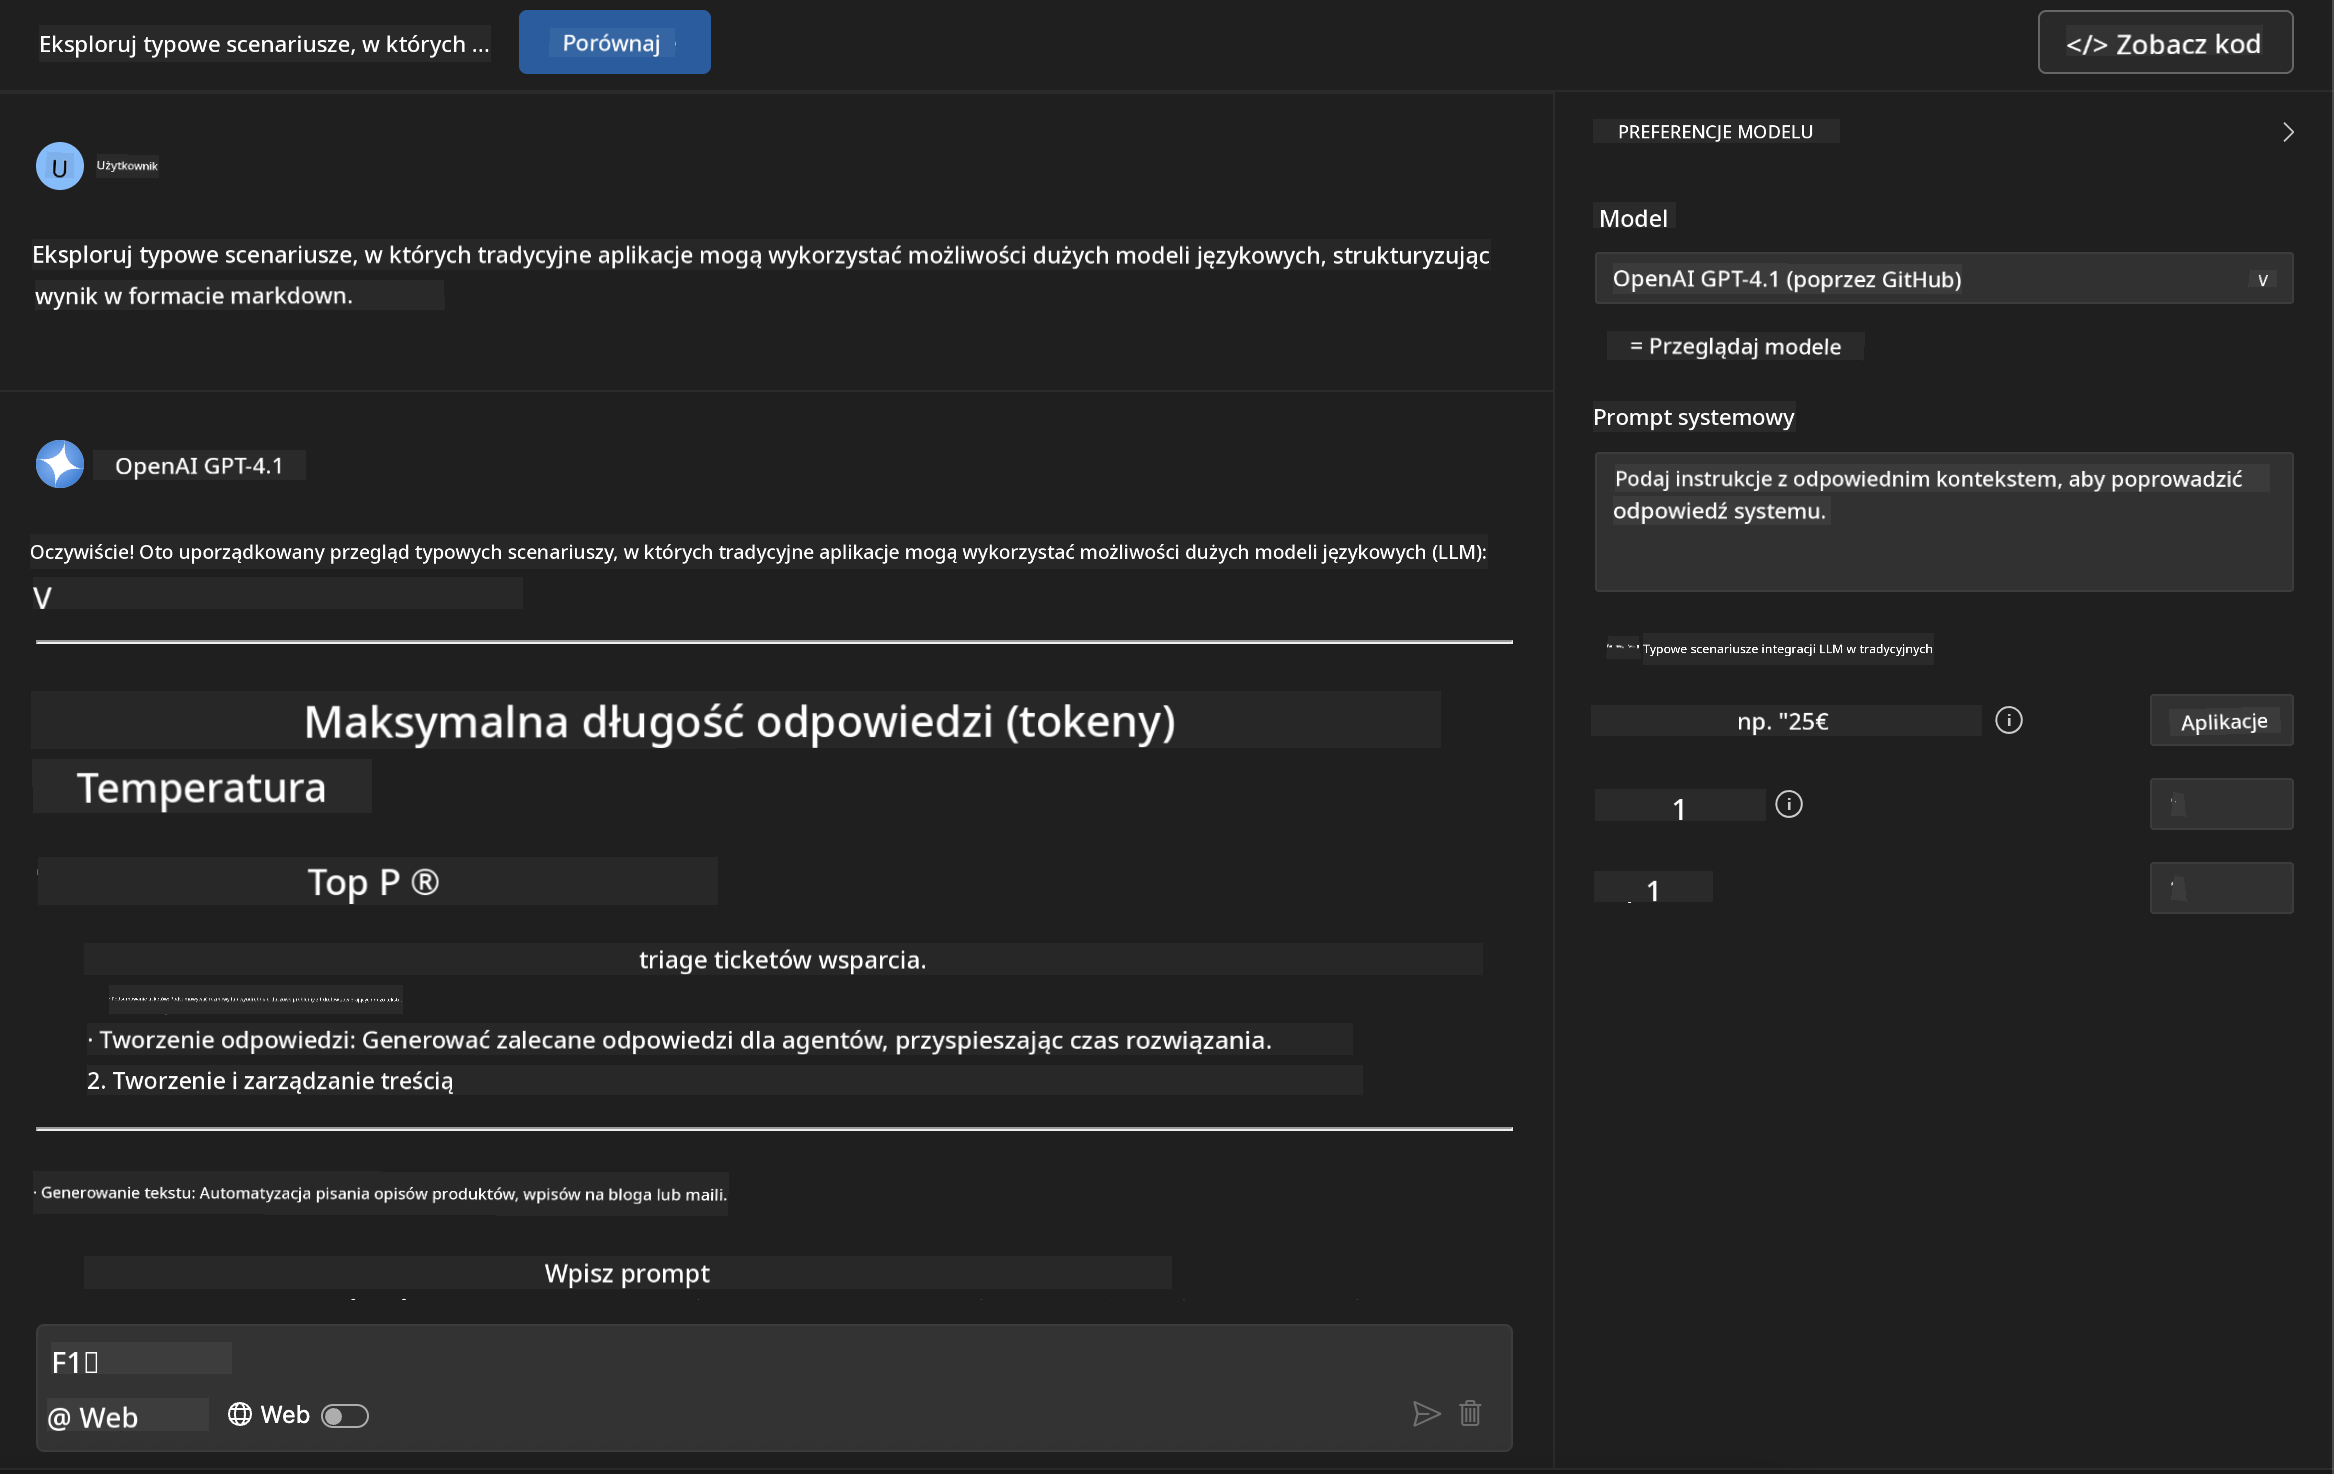 Eksploruj typowe scenariusze, w których ...
Porównaj
</> Zobacz kod
U
Użytkownik
Eksploruj typowe scenariusze, w których tradycyjne aplikacje mogą wykorzystać możliwości dużych modeli językowych, strukturyzując
wynik w formacie markdown.
OpenAI GPT-4.1
Oczywiście! Oto uporządkowany przegląd typowych scenariuszy, w których tradycyjne aplikacje mogą wykorzystać możliwości dużych modeli językowych (LLM):
V
Maksymalna długość odpowiedzi (tokeny)
Temperatura
Top P ®
triage ticketów wsparcia.
· Tworzenie odpowiedzi: Generować zalecane odpowiedzi dla agentów, przyspieszając czas rozwiązania.
2. Tworzenie i zarządzanie treścią
· Generowanie tekstu: Automatyzacja pisania opisów produktów, wpisów na bloga lub maili.
Wpisz prompt
F1
@ Web
Web
PREFERENCJE MODELU
Model
OpenAI GPT-4.1 (poprzez GitHub)
v
= Przeglądaj modele
Prompt systemowy
Podaj instrukcje z odpowiednim kontekstem, aby poprowadzić
odpowiedź systemu.
Typowe scenariusze integracji LLM w tradycyjnych
np. "25€
Aplikacje
1
1